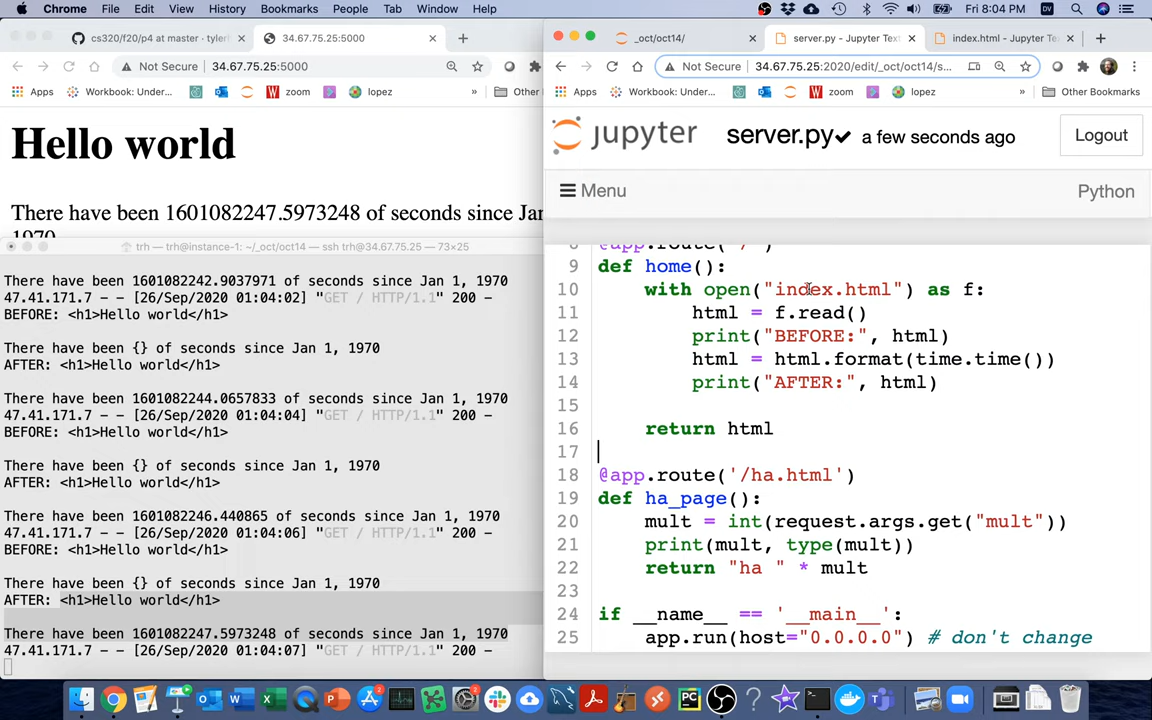 Chrome File Edit View History Bookmarks People Tab Window Help Fri 8:04 PM
cs320/f20/p4 at master · tyler
34.67.75.25:5000
Not Secure 34.67.75.25:5000
Apps Workbook: Under... zoom lopez » Other
Hello world
There have been 1601082247.5973248 of seconds since Jan
1970
trh — trh@instance-1: ~/_oct/oct14 — ssh trh@34.67.75.25 — 73×25
There have been 1601082242.9037971 of seconds since Jan 1, 1970
47.41.171.7 - - [26/Sep/2020 01:04:02] "GET / HTTP/1.1" 200 -
BEFORE: <h1>Hello world</h1>
There have been {} of seconds since Jan 1, 1970
AFTER: <h1>Hello world</h1>
There have been 1601082244.0657833 of seconds since Jan 1, 1970
47.41.171.7 - - [26/Sep/2020 01:04:04] "GET / HTTP/1.1" 200 -
BEFORE: <h1>Hello world</h1>
There have been {} of seconds since Jan 1, 1970
AFTER: <h1>Hello world</h1>
There have been 1601082246.440865 of seconds since Jan 1, 1970
47.41.171.7 - - [26/Sep/2020 01:04:06] "GET / HTTP/1.1" 200 -
BEFORE: <h1>Hello world</h1>
There have been {} of seconds since Jan 1, 1970
AFTER: <h1>Hello world</h1>
There have been 1601082247.5973248 of seconds since Jan 1, 1970
47.41.171.7 - - [26/Sep/2020 01:04:07] "GET / HTTP/1.1" 200 -
_oct/oct14/
server.py - Jupyter Text
index.html - Jupyter Te
Not Secure 34.67.75.25:2020/edit/_oct/oct14/s...
Apps Workbook: Under... zoom lopez » Other Bookmarks
jupyter server.py a few seconds ago Logout
Menu Python
8 @app.route('/')
9 def home():
10 with open("index.html") as f:
11 html = f.read()
12 print("BEFORE:", html)
13 html = html.format(time.time())
14 print("AFTER:", html)
15
16 return html
17
18 @app.route('/ha.html')
19 def ha_page():
20 mult = int(request.args.get("mult"))
21 print(mult, type(mult))
22 return "ha " * mult
23
24 if __name__ == '__main__':
25 app.run(host="0.0.0.0") # don't change